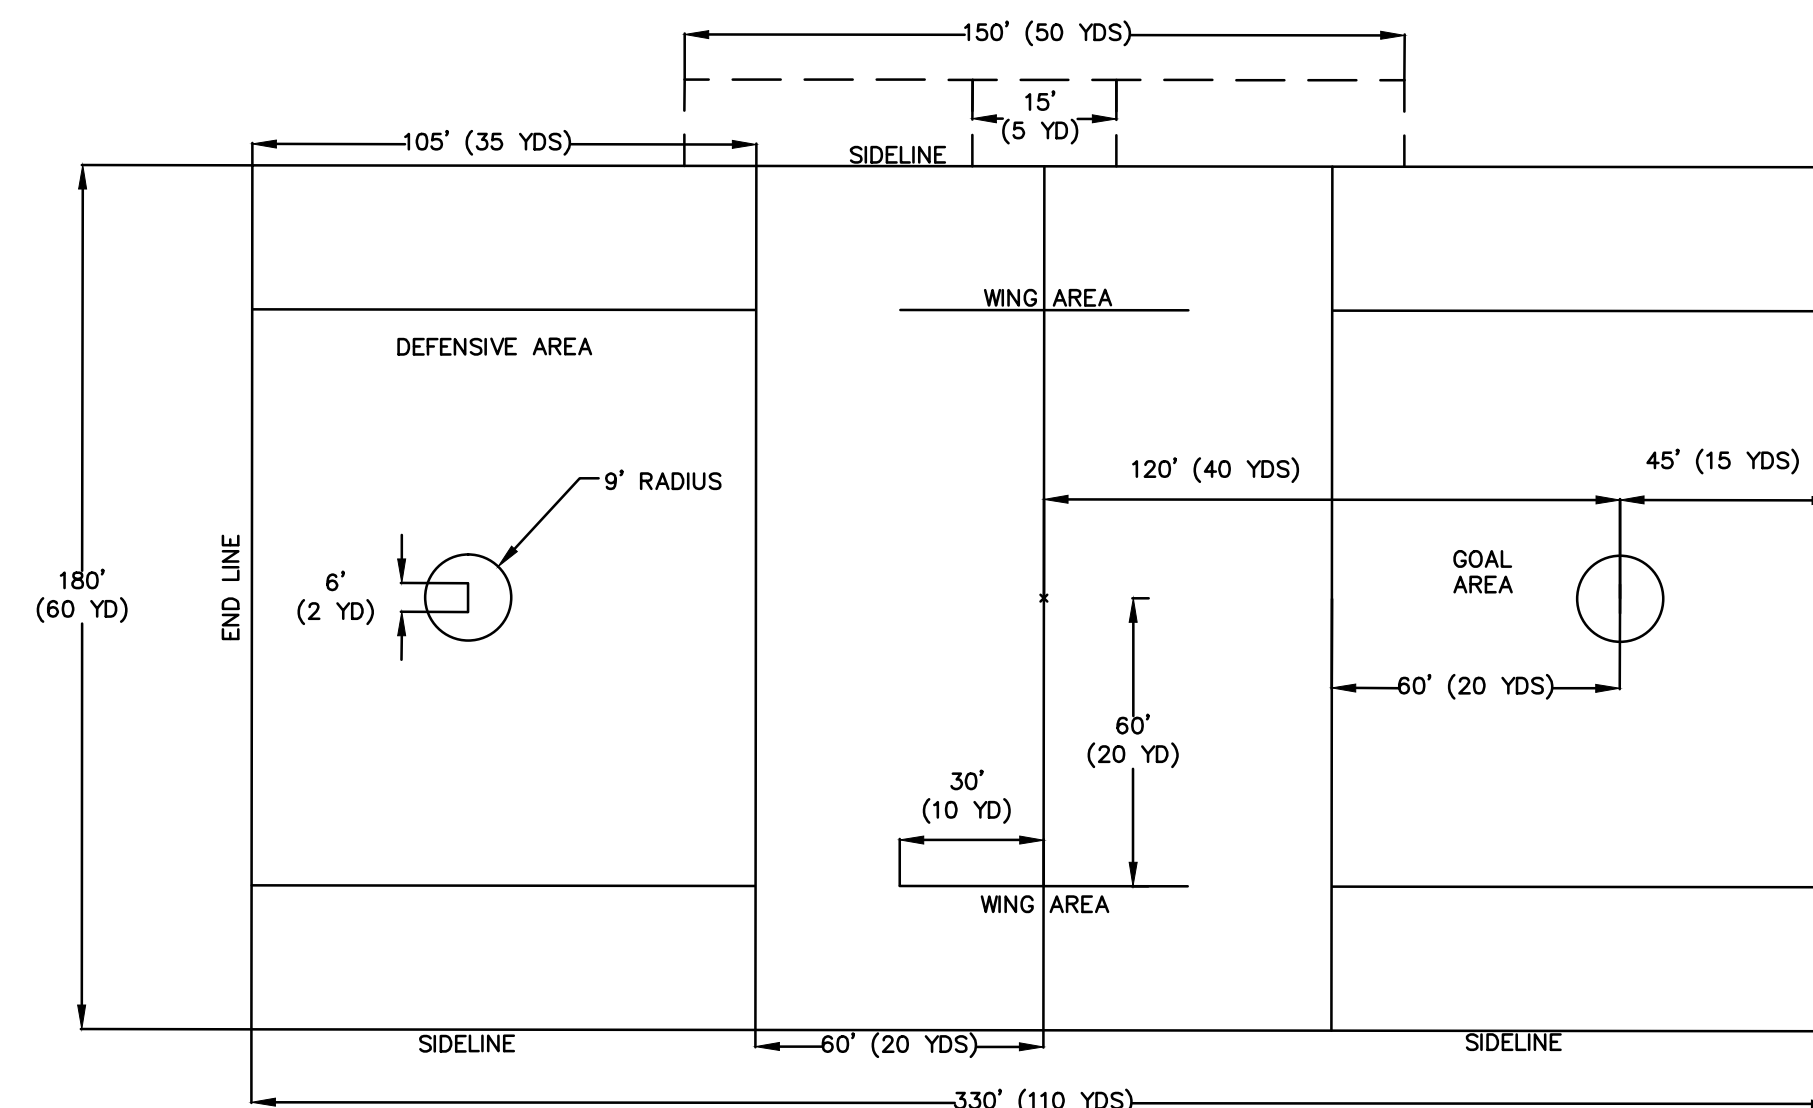 150' (50 YDS)
15'
(5 YD)
105' (35 YDS)
SIDELINE
WING AREA
DEFENSIVE AREA
120' (40 YDS)
45' (15 YDS)
9' RADIUS
END LINE
GOAL
AREA
180'
(60 YD)
6'
(2 YD)
60' (20 YDS)
60'
(20 YD)
30'
(10 YD)
WING AREA
SIDELINE
60' (20 YDS)
SIDELINE
330' (110 YDS)